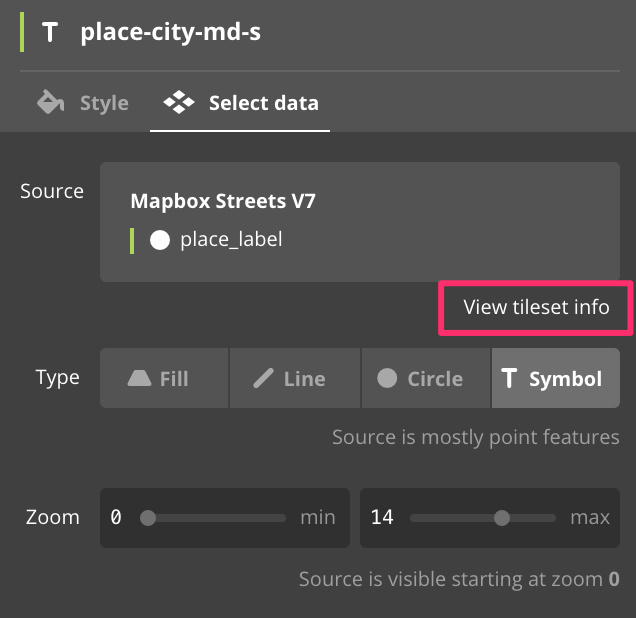 place-city-md-s
Style Select data
Source
Mapbox Streets V7
place_label
View tileset info
Type Fill Line Circle Symbol
Source is mostly point features
Zoom 0 min 14 max
Source is visible starting at zoom 0